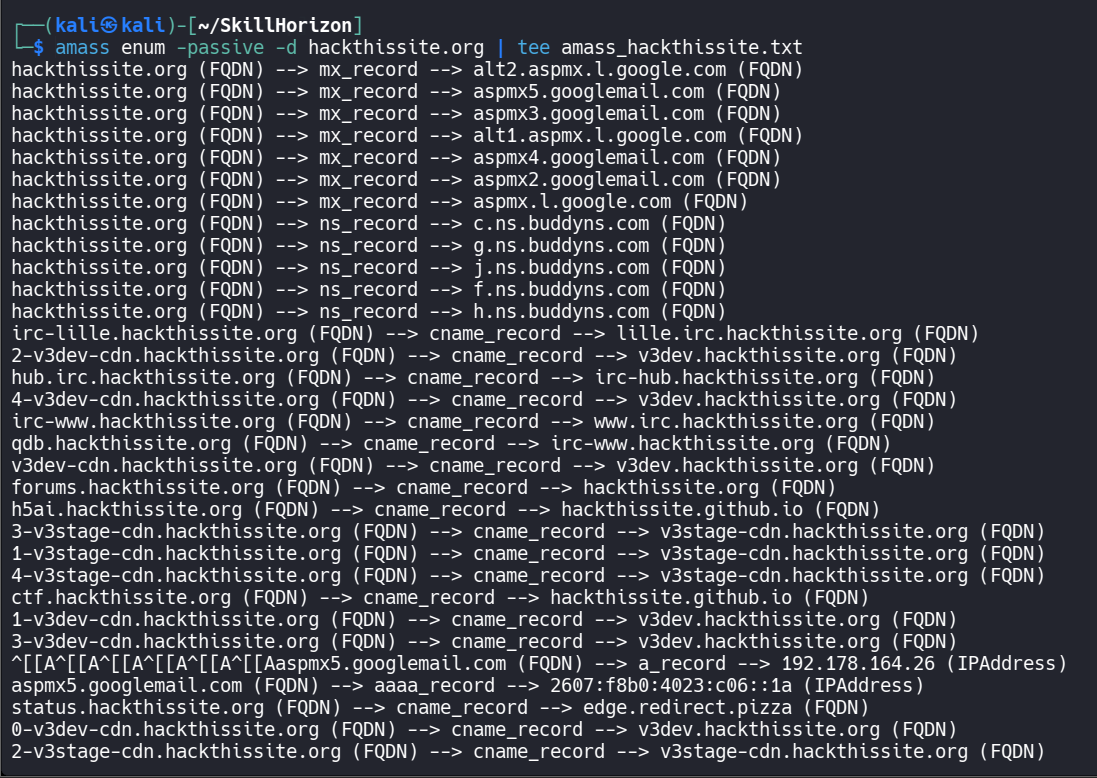 ┌──(kali㉿kali)-[~/SkillHorizon]
└─$ amass enum -passive -d hackthissite.org | tee amass_hackthissite.txt
hackthissite.org (FQDN) --> mx_record --> alt2.aspmx.l.google.com (FQDN)
hackthissite.org (FQDN) --> mx_record --> aspmx5.googlemail.com (FQDN)
hackthissite.org (FQDN) --> mx_record --> aspmx3.googlemail.com (FQDN)
hackthissite.org (FQDN) --> mx_record --> alt1.aspmx.l.google.com (FQDN)
hackthissite.org (FQDN) --> mx_record --> aspmx4.googlemail.com (FQDN)
hackthissite.org (FQDN) --> mx_record --> aspmx2.googlemail.com (FQDN)
hackthissite.org (FQDN) --> mx_record --> aspmx.l.google.com (FQDN)
hackthissite.org (FQDN) --> ns_record --> c.ns.buddyns.com (FQDN)
hackthissite.org (FQDN) --> ns_record --> g.ns.buddyns.com (FQDN)
hackthissite.org (FQDN) --> ns_record --> j.ns.buddyns.com (FQDN)
hackthissite.org (FQDN) --> ns_record --> f.ns.buddyns.com (FQDN)
hackthissite.org (FQDN) --> ns_record --> h.ns.buddyns.com (FQDN)
irc-lille.hackthissite.org (FQDN) --> cname_record --> lille.irc.hackthissite.org (FQDN)
2-v3dev-cdn.hackthissite.org (FQDN) --> cname_record --> v3dev.hackthissite.org (FQDN)
hub.irc.hackthissite.org (FQDN) --> cname_record --> irc-hub.hackthissite.org (FQDN)
4-v3dev-cdn.hackthissite.org (FQDN) --> cname_record --> v3dev.hackthissite.org (FQDN)
irc-www.hackthissite.org (FQDN) --> cname_record --> www.irc.hackthissite.org (FQDN)
qdb.hackthissite.org (FQDN) --> cname_record --> irc-www.hackthissite.org (FQDN)
v3dev-cdn.hackthissite.org (FQDN) --> cname_record --> v3dev.hackthissite.org (FQDN)
forums.hackthissite.org (FQDN) --> cname_record --> hackthissite.org (FQDN)
h5ai.hackthissite.org (FQDN) --> cname_record --> hackthissite.github.io (FQDN)
3-v3stage-cdn.hackthissite.org (FQDN) --> cname_record --> v3stage-cdn.hackthissite.org (FQDN)
1-v3stage-cdn.hackthissite.org (FQDN) --> cname_record --> v3stage-cdn.hackthissite.org (FQDN)
4-v3stage-cdn.hackthissite.org (FQDN) --> cname_record --> v3stage-cdn.hackthissite.org (FQDN)
ctf.hackthissite.org (FQDN) --> cname_record --> hackthissite.github.io (FQDN)
1-v3dev-cdn.hackthissite.org (FQDN) --> cname_record --> v3dev.hackthissite.org (FQDN)
3-v3dev-cdn.hackthissite.org (FQDN) --> cname_record --> v3dev.hackthissite.org (FQDN)
^[[A^[[A^[[A^[[A^[[A^[[Aaspmx5.googlemail.com (FQDN) --> a_record --> 192.178.164.26 (IPAddress)
aspmx5.googlemail.com (FQDN) --> aaaa_record --> 2607:f8b0:4023:c06::1a (IPAddress)
status.hackthissite.org (FQDN) --> cname_record --> edge.redirect.pizza (FQDN)
0-v3dev-cdn.hackthissite.org (FQDN) --> cname_record --> v3dev.hackthissite.org (FQDN)
2-v3stage-cdn.hackthissite.org (FQDN) --> cname_record --> v3stage-cdn.hackthissite.org (FQDN)